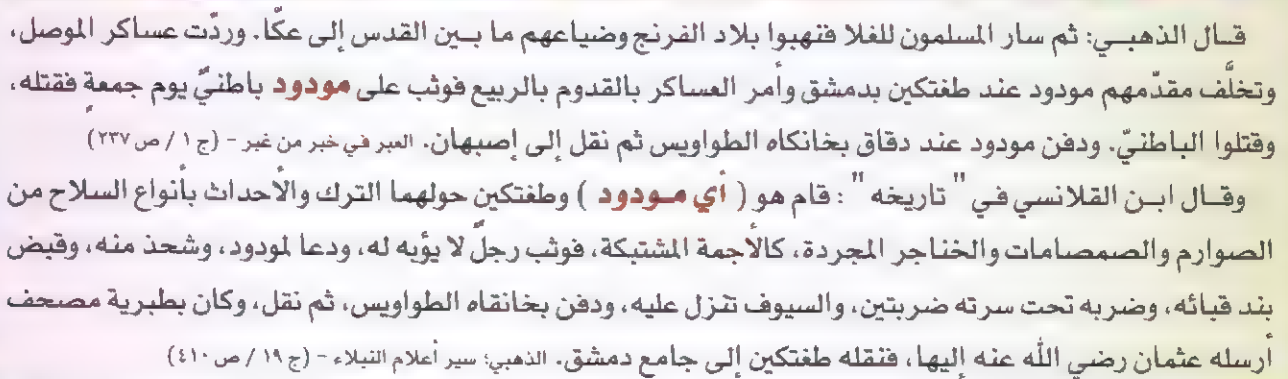 قال الذهبي: ثم سار المسلمون للغلا فنهبوا بلاد الفرنج وضياعهم ما بين القدس إلى عكّا. وردّت عساكر الموصل،
وتخلَّف مقدّمهم مودود عند طغتكين بدمشق وأمر العساكر بالقدوم بالربيع فوثب على مودود باطنيٌّ يوم جمعةٍ فقتله،
وقتلوا الباطنيّ. ودفن مودود عند دقاق بخانكاه الطواويس ثم نقل إلى إصبهان. العبر في خبر من غبر - (ج ١ / ص ٢٣٧)
وقال ابن القلانسي في " تاريخه " : قام هو ( أي مودود ) وطغتكين حولهما الترك والأحداث بأنواع السلاح من
الصوارم والصمصامات والخناجر المجردة، كالأجمة المشتبكة، فوثب رجلٌ لا يؤبه له، ودعا لمودود، وشحذ منه، وقبض
بند قبائه، وضربه تحت سرته ضربتين، والسيوف تنزل عليه، ودفن بخانقاه الطواويس، ثم نقل، وكان بطبرية مصحف
أرسله عثمان رضي الله عنه إليها، فنقله طغتكين إلى جامع دمشق. الذهبي: سير أعلام النبلاء - (ج ١٩ / ص ٤١٠)